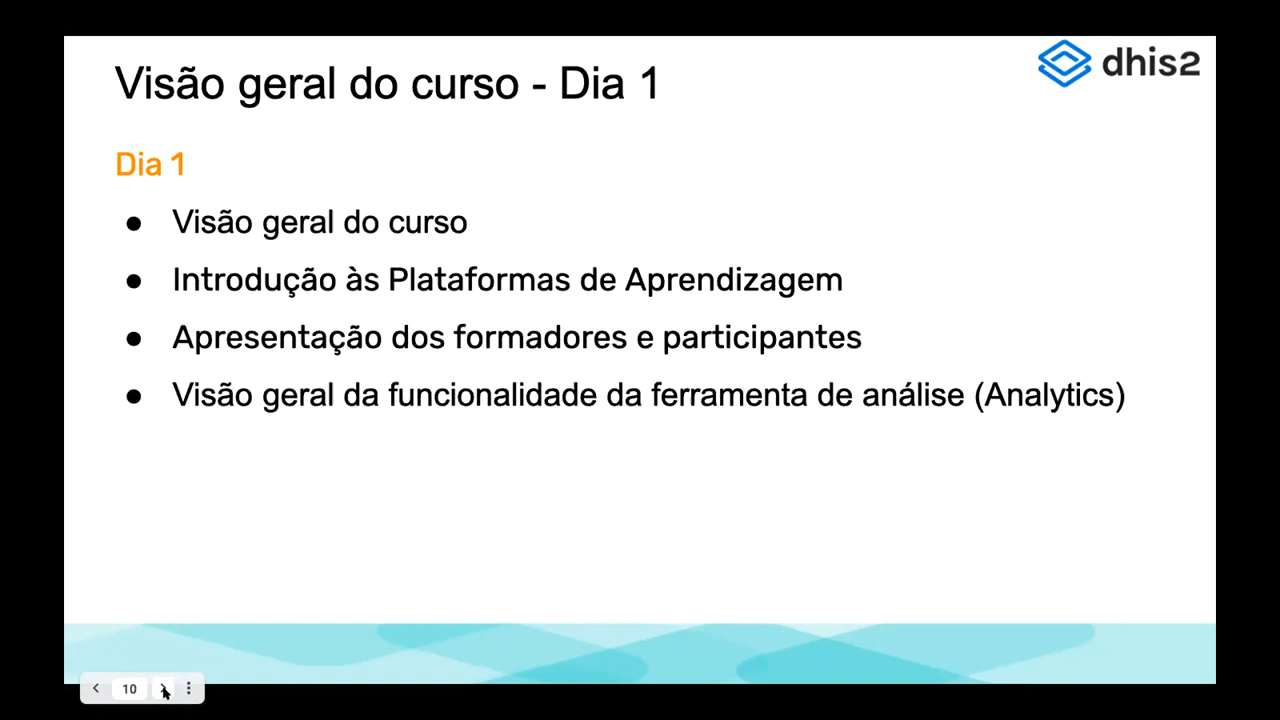 Visão geral do curso - Dia 1
dhis2
Dia 1
● Visão geral do curso
● Introdução às Plataformas de Aprendizagem
● Apresentação dos formadores e participantes
● Visão geral da funcionalidade da ferramenta de análise (Analytics)
10